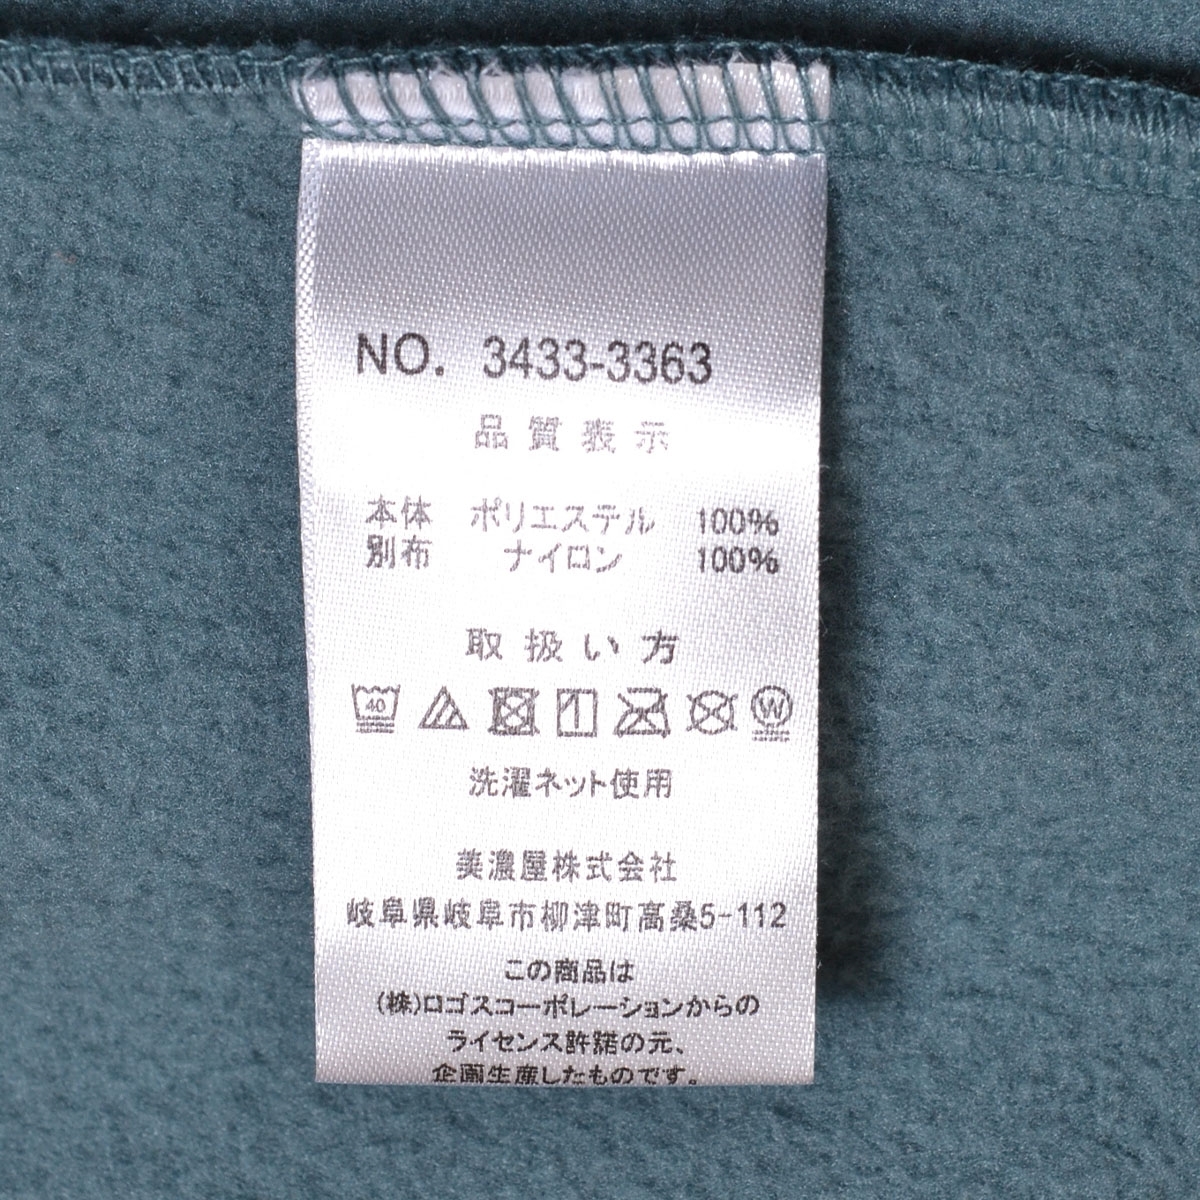 NO. 3433-3363
品質表示
本体 ポリエステル 100%
別布 ナイロン 100%
取扱い方
40 W
洗濯ネット使用
美濃屋株式会社
岐阜県岐阜市柳津町高桑5-112
この商品は
(株)ロゴスコーポレーションからの
ライセンス許諾の元、
企画生産したものです。